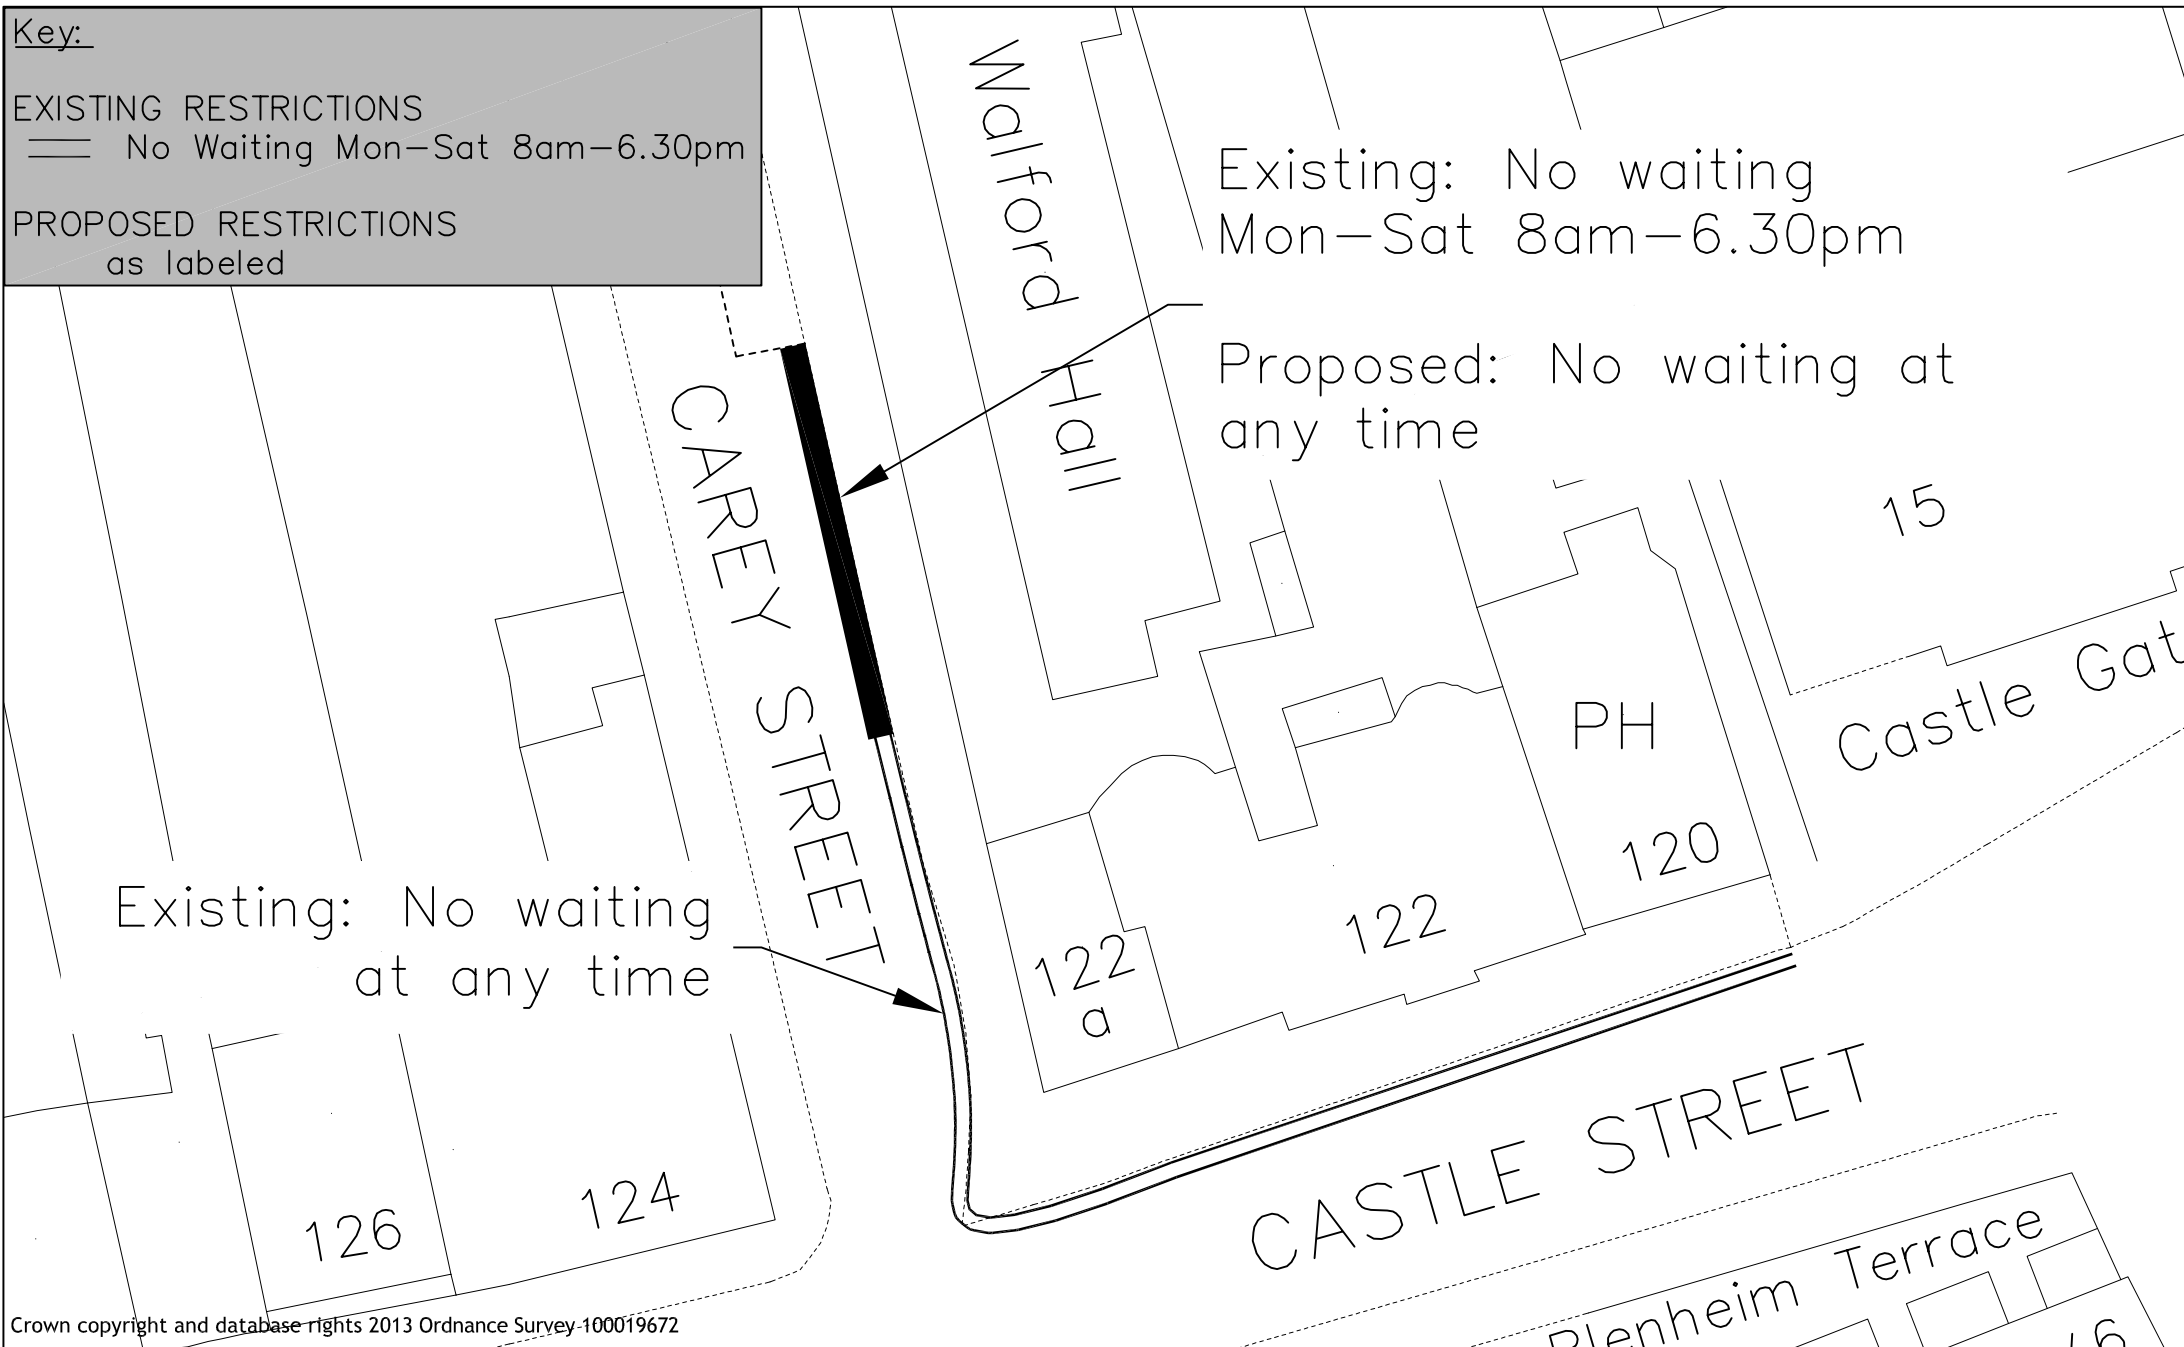 Key:
EXISTING RESTRICTIONS
No Waiting Mon-Sat 8am-6.30pm
PROPOSED RESTRICTIONS
as labeled
Walford Hall
Existing: No waiting
Mon-Sat 8am-6.30pm
Proposed: No waiting at
any time
CAREY STREET
15
Castle Gat
PH
120
122
122
a
Existing: No waiting
at any time
CASTLE STREET
124
126
Blenheim Terrace
Crown copyright and database rights 2013 Ordnance Survey 100019672